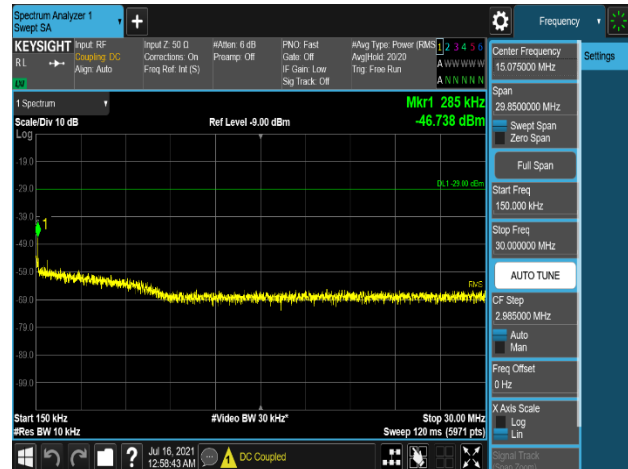 Spectrum Analyzer 1
Swept SA
+
Frequency
KEYSIGHT
RL
LXI
Input: RF
Coupling: DC
Align: Auto
Input Z: 50 Ω
Corrections: On
Freq Ref: Int (S)
#Atten: 6 dB
Preamp: Off
PNO: Fast
Gate: Off
IF Gain: Low
Sig Track: Off
#Avg Type: Power (RMS
Avg|Hold: 20/20
Trig: Free Run
1 2 3 4 5 6
A W W W W W
A N N N N N
1 Spectrum
Scale/Div 10 dB
Ref Level -9.00 dBm
Mkr1 285 kHz
-46.738 dBm
Log
-19.0
-29.0
DL1 -29.00 dBm
-39.0
1
-49.0
-59.0
RMS
-69.0
-79.0
-89.0
-99.0
Start 150 kHz
#Video BW 30 kHz*
Stop 30.00 MHz
#Res BW 10 kHz
Sweep 120 ms (5971 pts)
Center Frequency
15.075000 MHz
Settings
Span
29.8500000 MHz
Swept Span
Zero Span
Full Span
Start Freq
150.000 kHz
Stop Freq
30.000000 MHz
AUTO TUNE
CF Step
2.985000 MHz
Auto
Man
Freq Offset
0 Hz
X Axis Scale
Log
Lin
Signal Track
(Span Zoom)
?
Jul 16, 2021
12:58:43 AM
1
DC Coupled